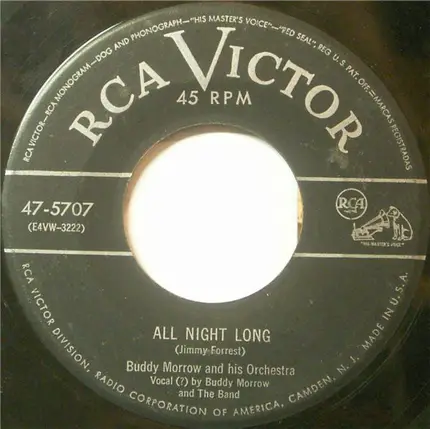 RCA VICTOR—RCA MONOGRAM—DOG AND PHONOGRAPH—"HIS MASTER'S VOICE"—"RED SEAL", REG. U.S. PAT. OFF.—MARCAS REGISTRADAS
RCA VICTOR
45 RPM
47-5707
(E4VW-3222)
RCA
"HIS MASTER'S VOICE"
ALL NIGHT LONG
(Jimmy Forrest)
Buddy Morrow and his Orchestra
Vocal (?) by Buddy Morrow
and The Band
RCA VICTOR DIVISION, RADIO CORPORATION OF AMERICA, CAMDEN, N. J. MADE IN U.S.A.